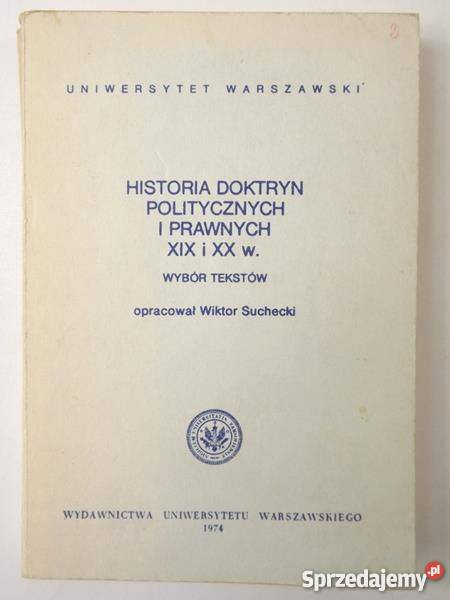 2
UNIWERSYTET WARSZAWSKI
HISTORIA DOKTRYN
POLITYCZNYCH
I PRAWNYCH
XIX i XX w.
WYBÓR TEKSTÓW
opracował Wiktor Suchecki
WYDAWNICTWA UNIWERSYTETU WARSZAWSKIEGO
1974
Sprzedajemy.pl